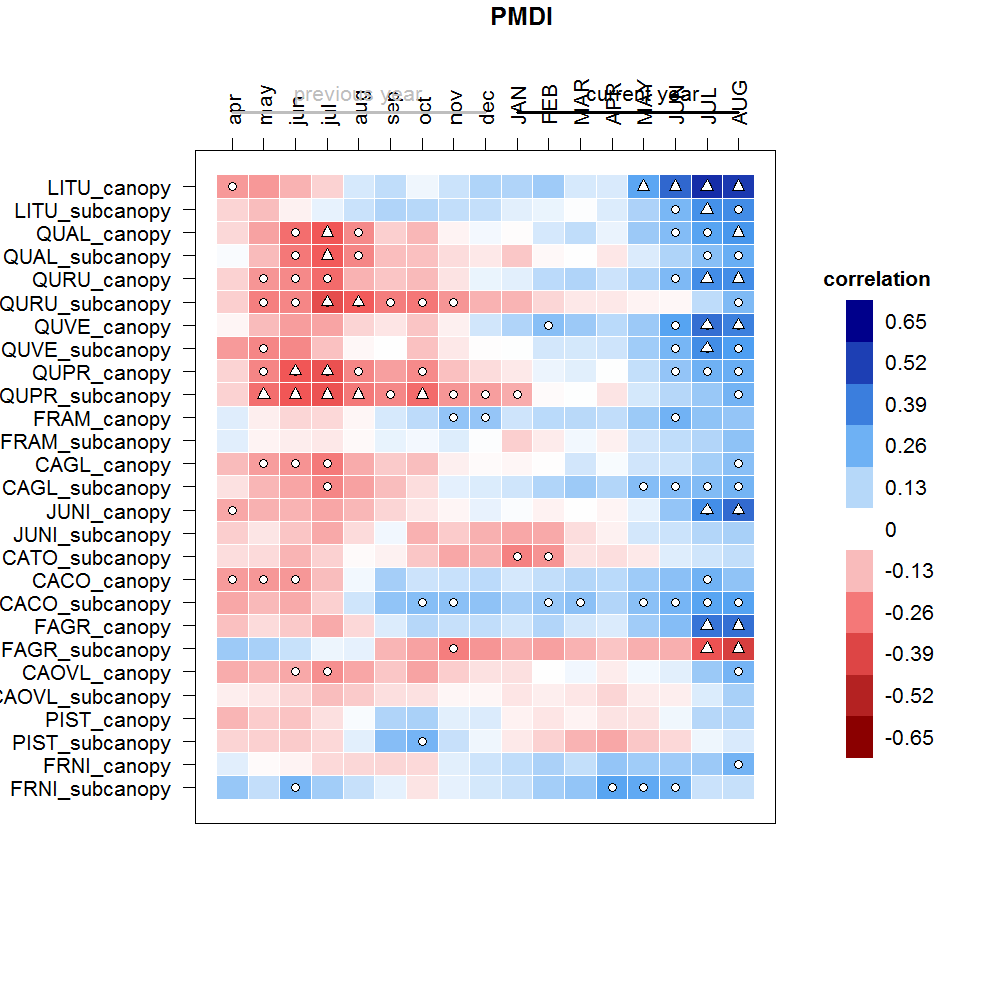 PMDI
previous year
current year
apr may jun jul aug sep oct nov dec JAN FEB MAR APR MAY JUN JUL AUG
LITU_canopy
LITU_subcanopy
QUAL_canopy
QUAL_subcanopy
QURU_canopy
QURU_subcanopy
QUVE_canopy
QUVE_subcanopy
QUPR_canopy
QUPR_subcanopy
FRAM_canopy
FRAM_subcanopy
CAGL_canopy
CAGL_subcanopy
JUNI_canopy
JUNI_subcanopy
CATO_subcanopy
CACO_canopy
CACO_subcanopy
FAGR_canopy
FAGR_subcanopy
CAOVL_canopy
CAOVL_subcanopy
PIST_canopy
PIST_subcanopy
FRNI_canopy
FRNI_subcanopy
correlation
0.65
0.52
0.39
0.26
0.13
0
-0.13
-0.26
-0.39
-0.52
-0.65